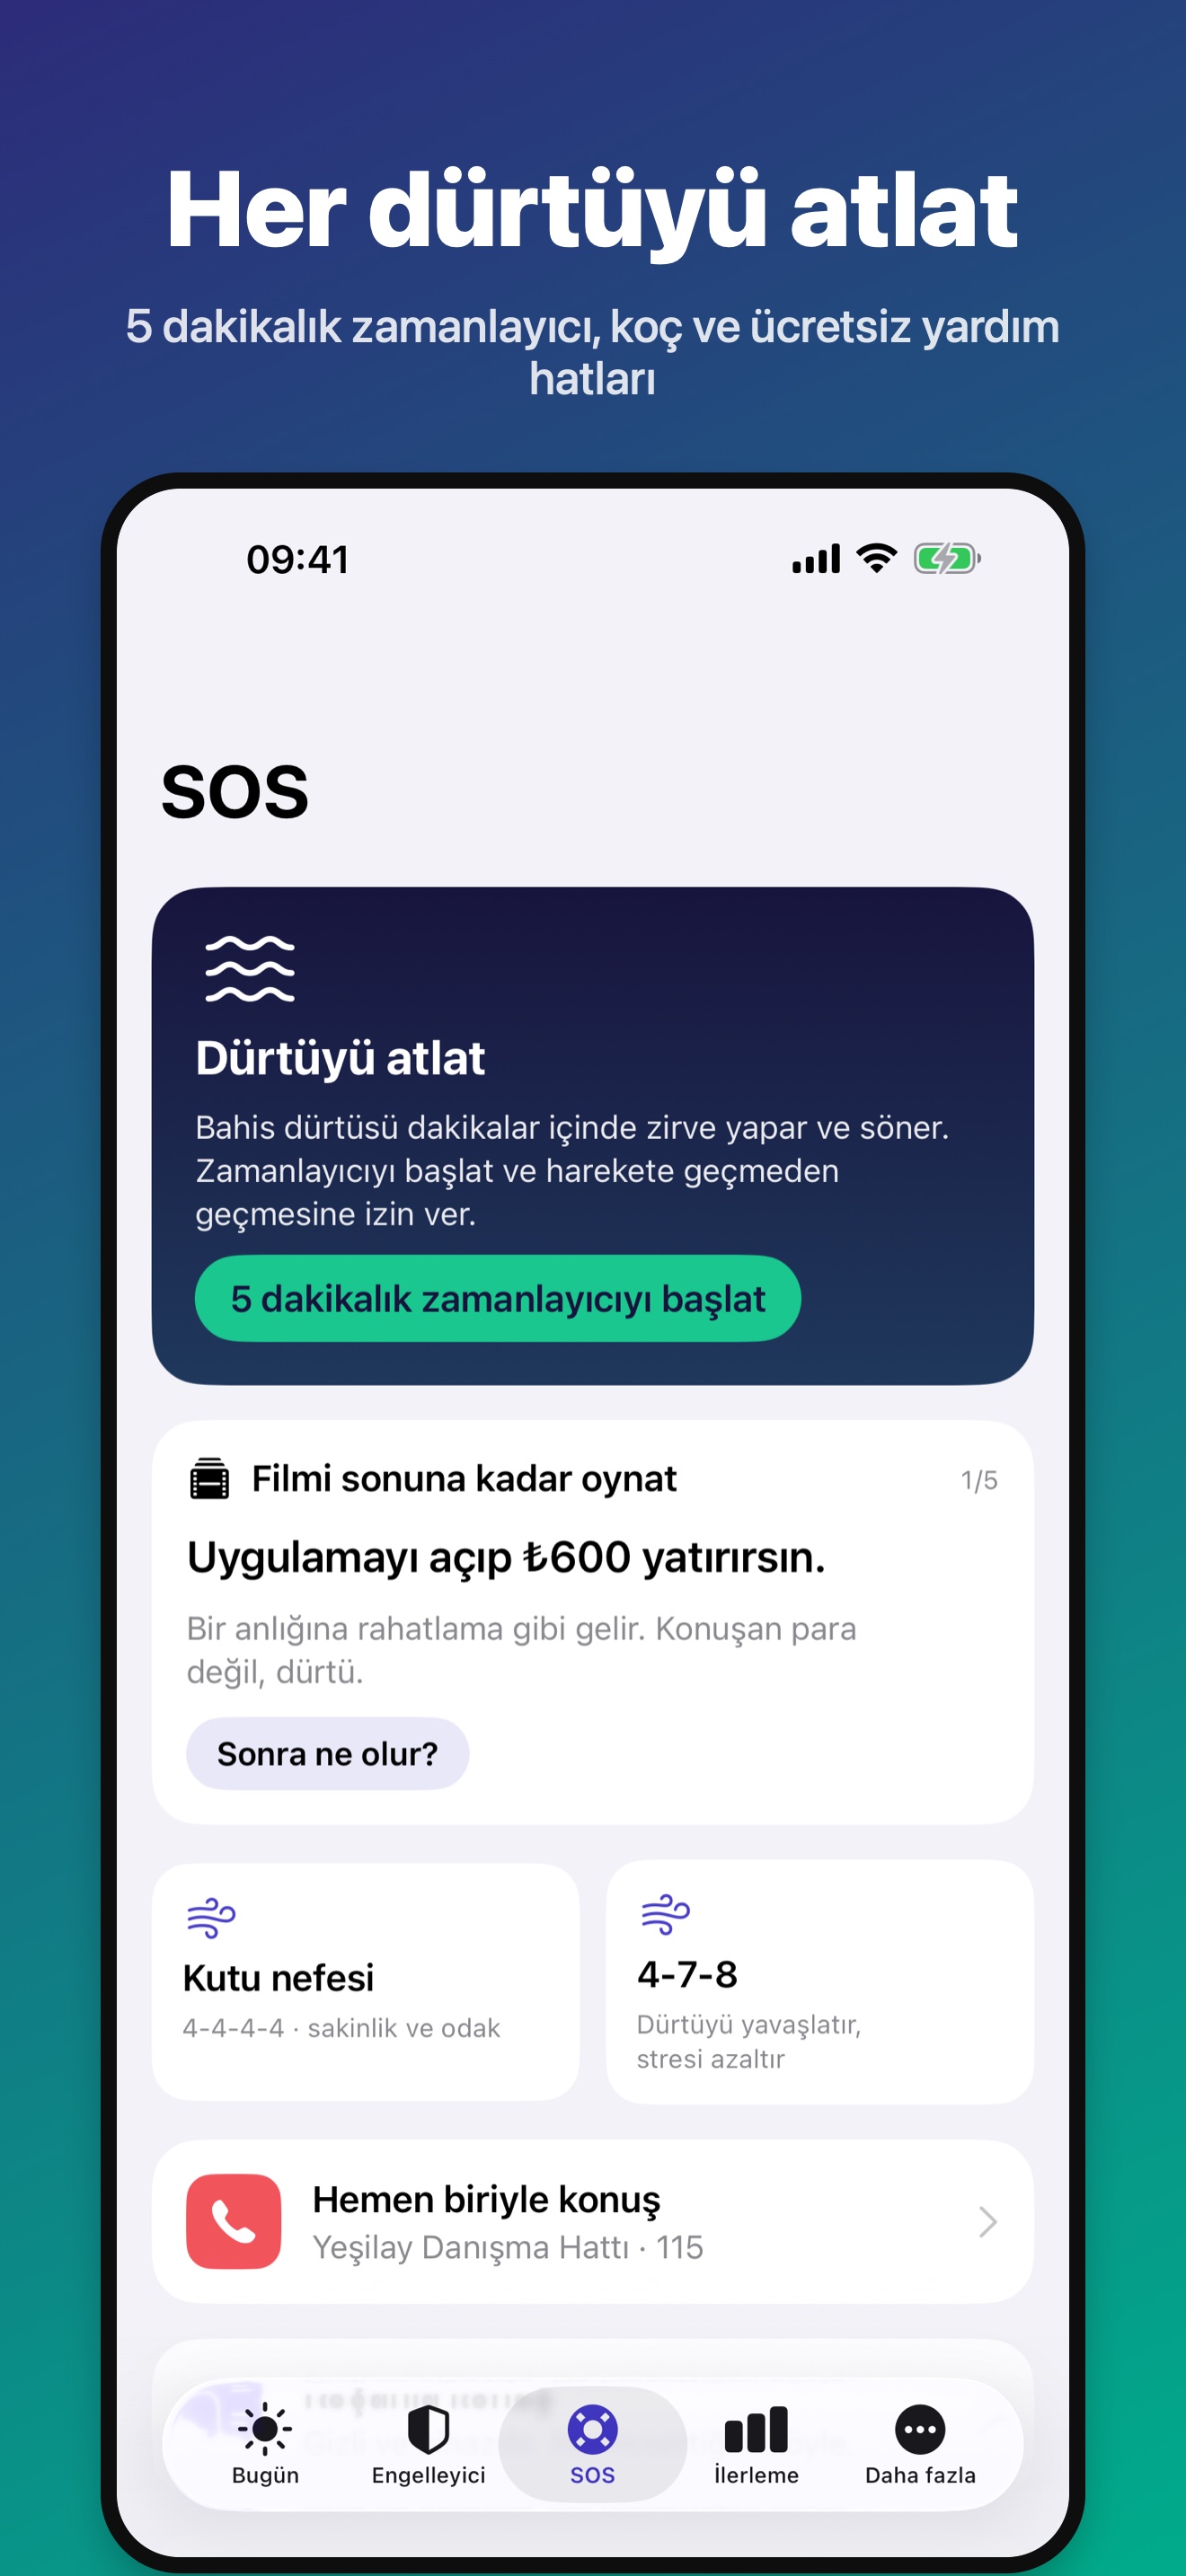 Her dürtüyü atlat
5 dakikalık zamanlayıcı, koç ve ücretsiz yardım
hatları
09:41
SOS
Dürtüyü atlat
Bahis dürtüsü dakikalar içinde zirve yapar ve söner.
Zamanlayıcıyı başlat ve harekete geçmeden
geçmesine izin ver.
5 dakikalık zamanlayıcıyı başlat
Filmi sonuna kadar oynat
1/5
Uygulamayı açıp ₺600 yatırırsın.
Bir anlığına rahatlama gibi gelir. Konuşan para
değil, dürtü.
Sonra ne olur?
Kutu nefesi
4-4-4-4 · sakinlik ve odak
4-7-8
Dürtüyü yavaşlatır,
stresi azaltır
Hemen biriyle konuş
Yeşilay Danışma Hattı · 115
Bugün
Engelleyici
SOS
İlerleme
Daha fazla